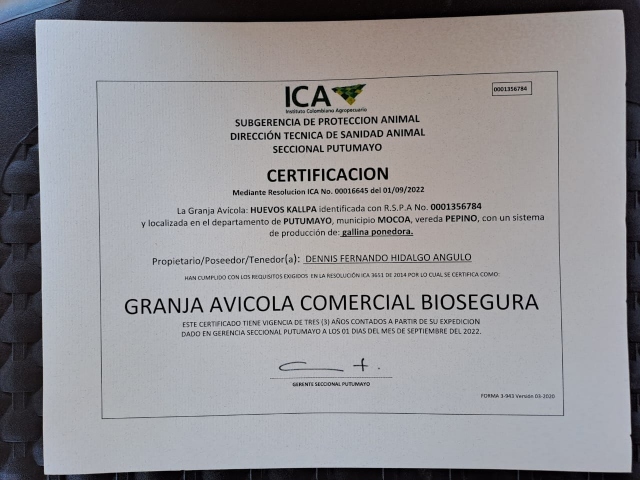 ICA
Instituto Colombiano Agropecuario
0001356784
SUBGERENCIA DE PROTECCION ANIMAL
DIRECCIÓN TECNICA DE SANIDAD ANIMAL
SECCIONAL PUTUMAYO
CERTIFICACION
Mediante Resolucion ICA No. 00016645 del 01/09/2022
La Granja Avícola: HUEVOS KALLPA identificada con R.S.P.A No. 0001356784
y localizada en el departamento de PUTUMAYO, municipio MOCOA, vereda PEPINO, con un sistema
de producción de: gallina ponedora.
Propietario/Poseedor/Tenedor(a): DENNIS FERNANDO HIDALGO ANGULO
HAN CUMPLIDO CON LOS REQUISITOS EXIGIDOS EN LA RESOLUCIÓN ICA 3651 DE 2014 POR LO CUAL SE CERTIFICA COMO:
GRANJA AVICOLA COMERCIAL BIOSEGURA
ESTE CERTIFICADO TIENE VIGENCIA DE TRES (3) AÑOS CONTADOS A PARTIR DE SU EXPEDICION
DADO EN GERENCIA SECCIONAL PUTUMAYO A LOS 01 DIAS DEL MES DE SEPTIEMBRE DEL 2022.
GERENTE SECCIONAL PUTUMAYO
FORMA 3-943 Versión 03-2020